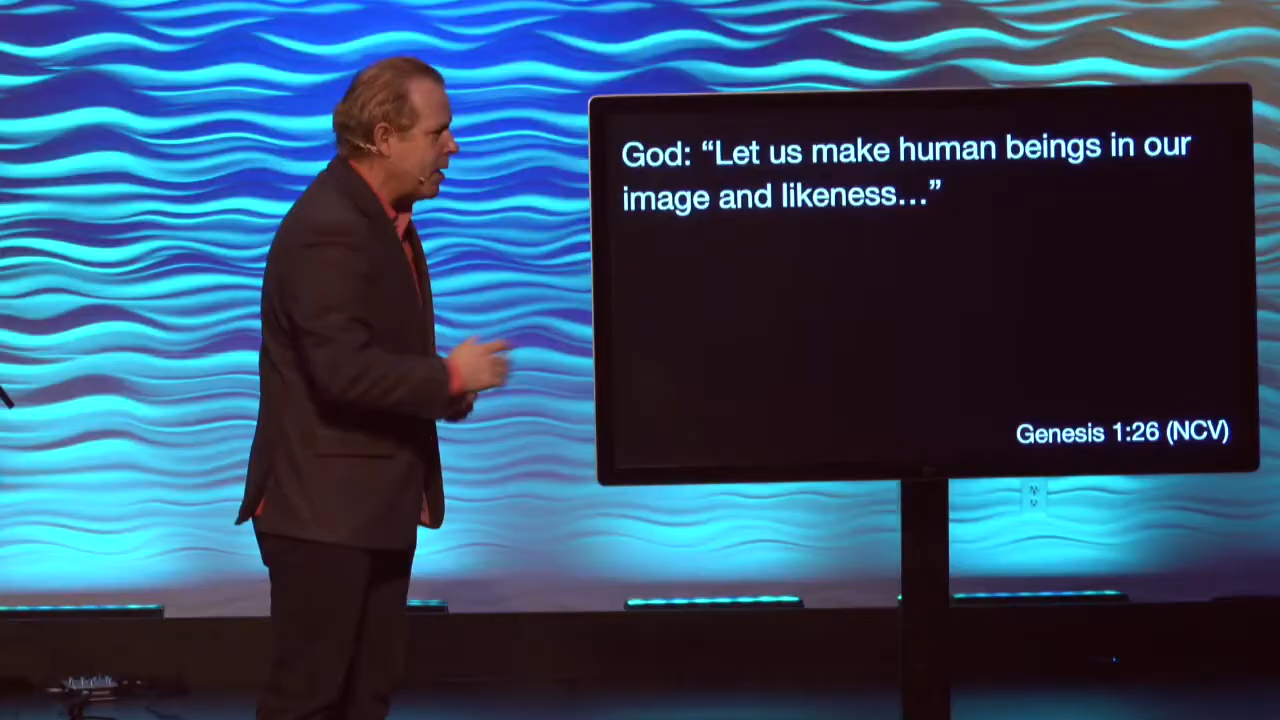 God: “Let us make human beings in our
image and likeness…”
Genesis 1:26 (NCV)